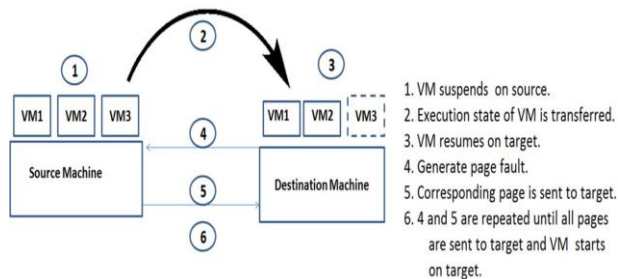 2
1
3
VM1 VM2 VM3
VM1 VM2 VM3
4
Source Machine
Destination Machine
5
6
1. VM suspends on source.
2. Execution state of VM is transferred.
3. VM resumes on target.
4. Generate page fault.
5. Corresponding page is sent to target.
6. 4 and 5 are repeated until all pages
are sent to target and VM starts
on target.